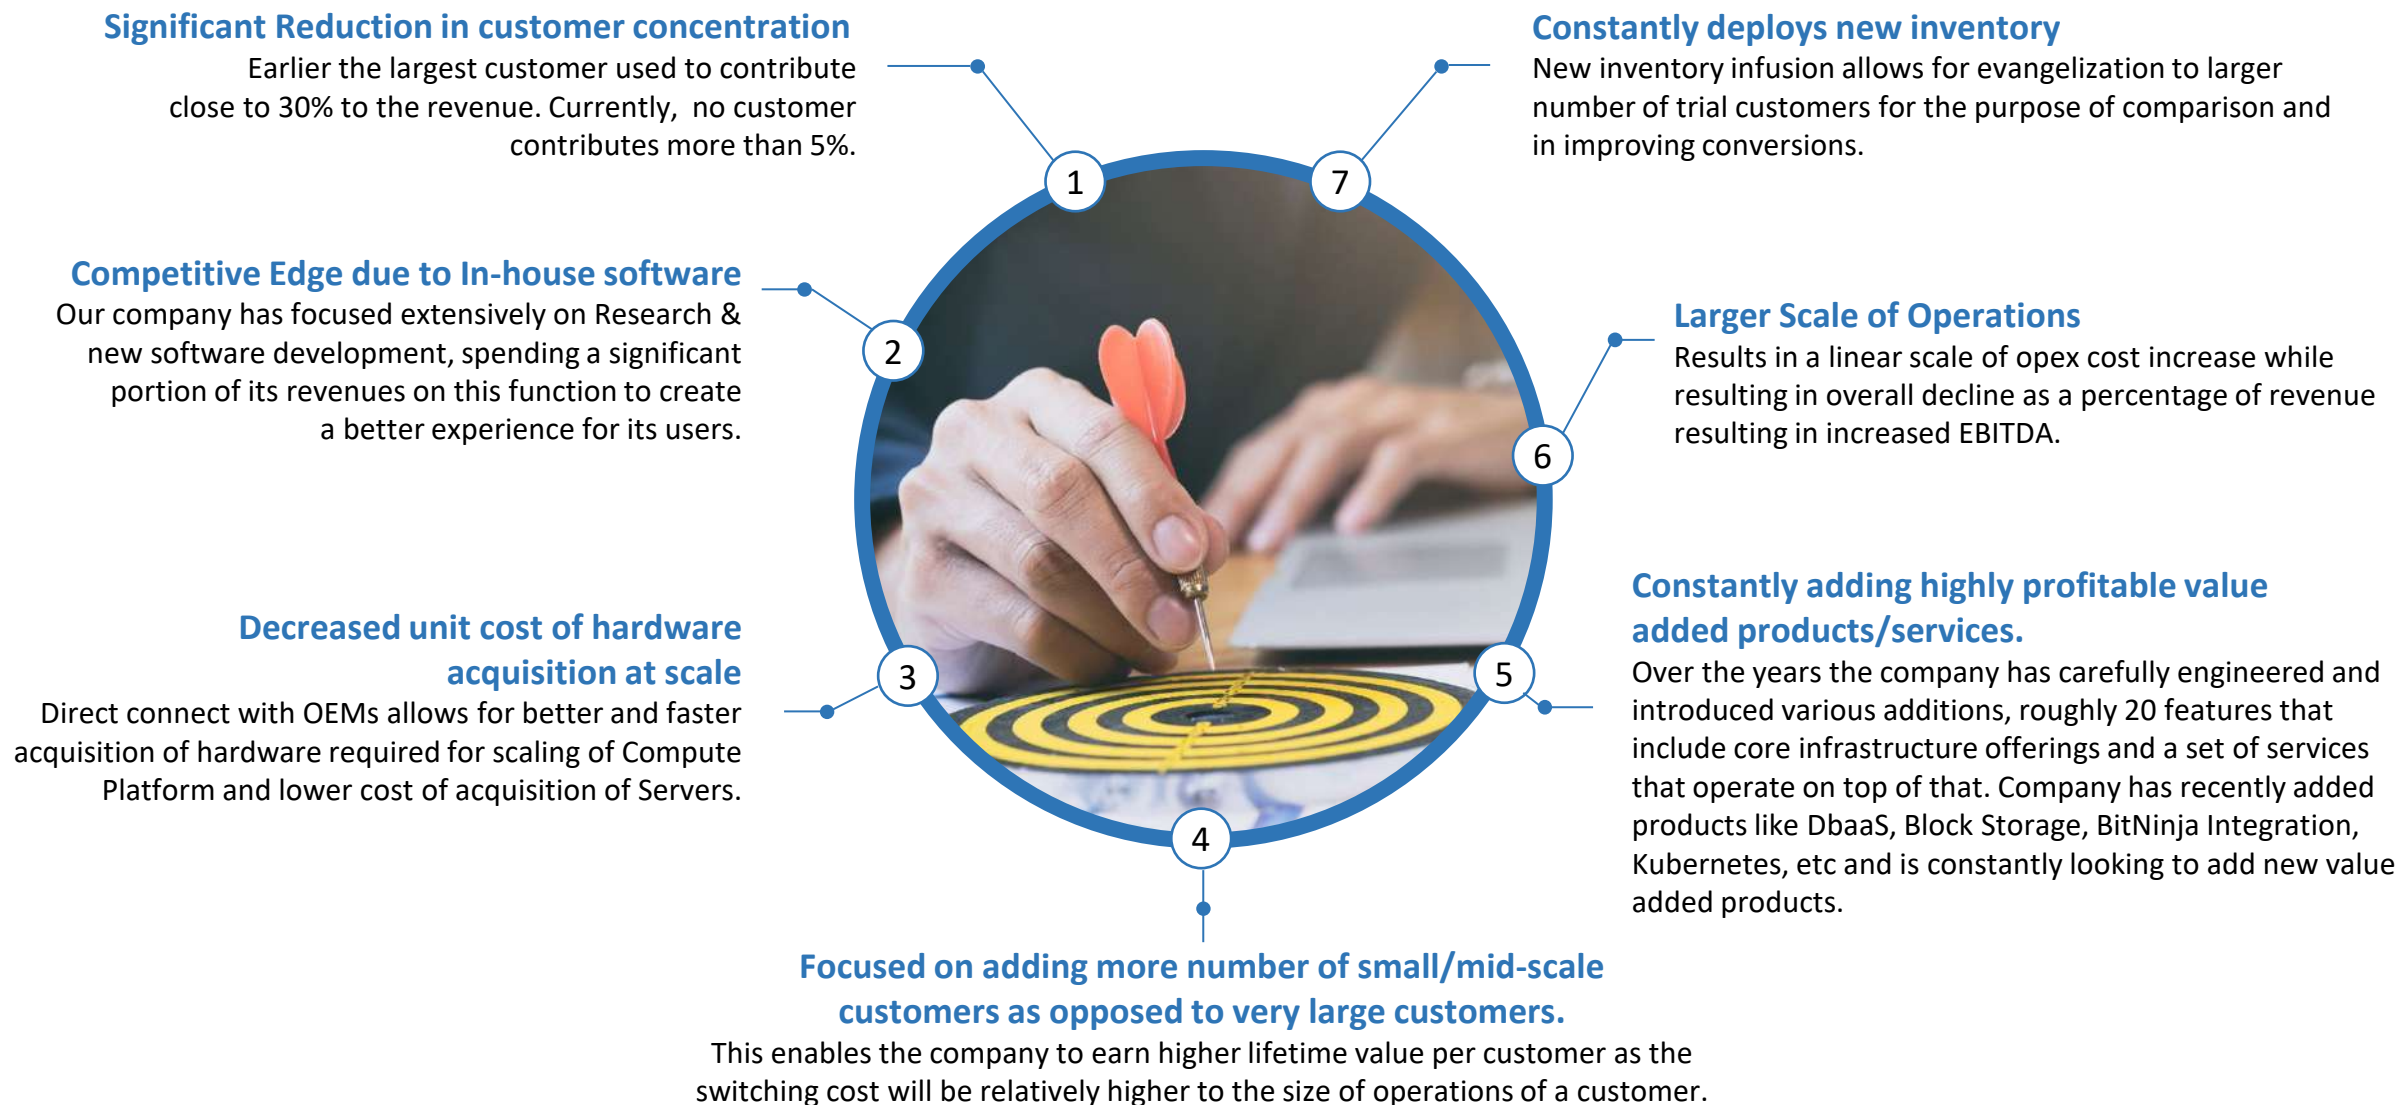 Significant Reduction in customer concentration
Earlier the largest customer used to contribute
close to 30% to the revenue. Currently, no customer
contributes more than 5%.
1
Competitive Edge due to In-house software
Our company has focused extensively on Research &
new software development, spending a significant
portion of its revenues on this function to create
a better experience for its users.
2
Decreased unit cost of hardware
acquisition at scale
Direct connect with OEMs allows for better and faster
acquisition of hardware required for scaling of Compute
Platform and lower cost of acquisition of Servers.
3
4
Focused on adding more number of small/mid-scale
customers as opposed to very large customers.
This enables the company to earn higher lifetime value per customer as the
switching cost will be relatively higher to the size of operations of a customer.
5
Constantly adding highly profitable value
added products/services.
Over the years the company has carefully engineered and
introduced various additions, roughly 20 features that
include core infrastructure offerings and a set of services
that operate on top of that. Company has recently added
products like DbaaS, Block Storage, BitNinja Integration,
Kubernetes, etc and is constantly looking to add new value
added products.
6
Larger Scale of Operations
Results in a linear scale of opex cost increase while
resulting in overall decline as a percentage of revenue
resulting in increased EBITDA.
7
Constantly deploys new inventory
New inventory infusion allows for evangelization to larger
number of trial customers for the purpose of comparison and
in improving conversions.